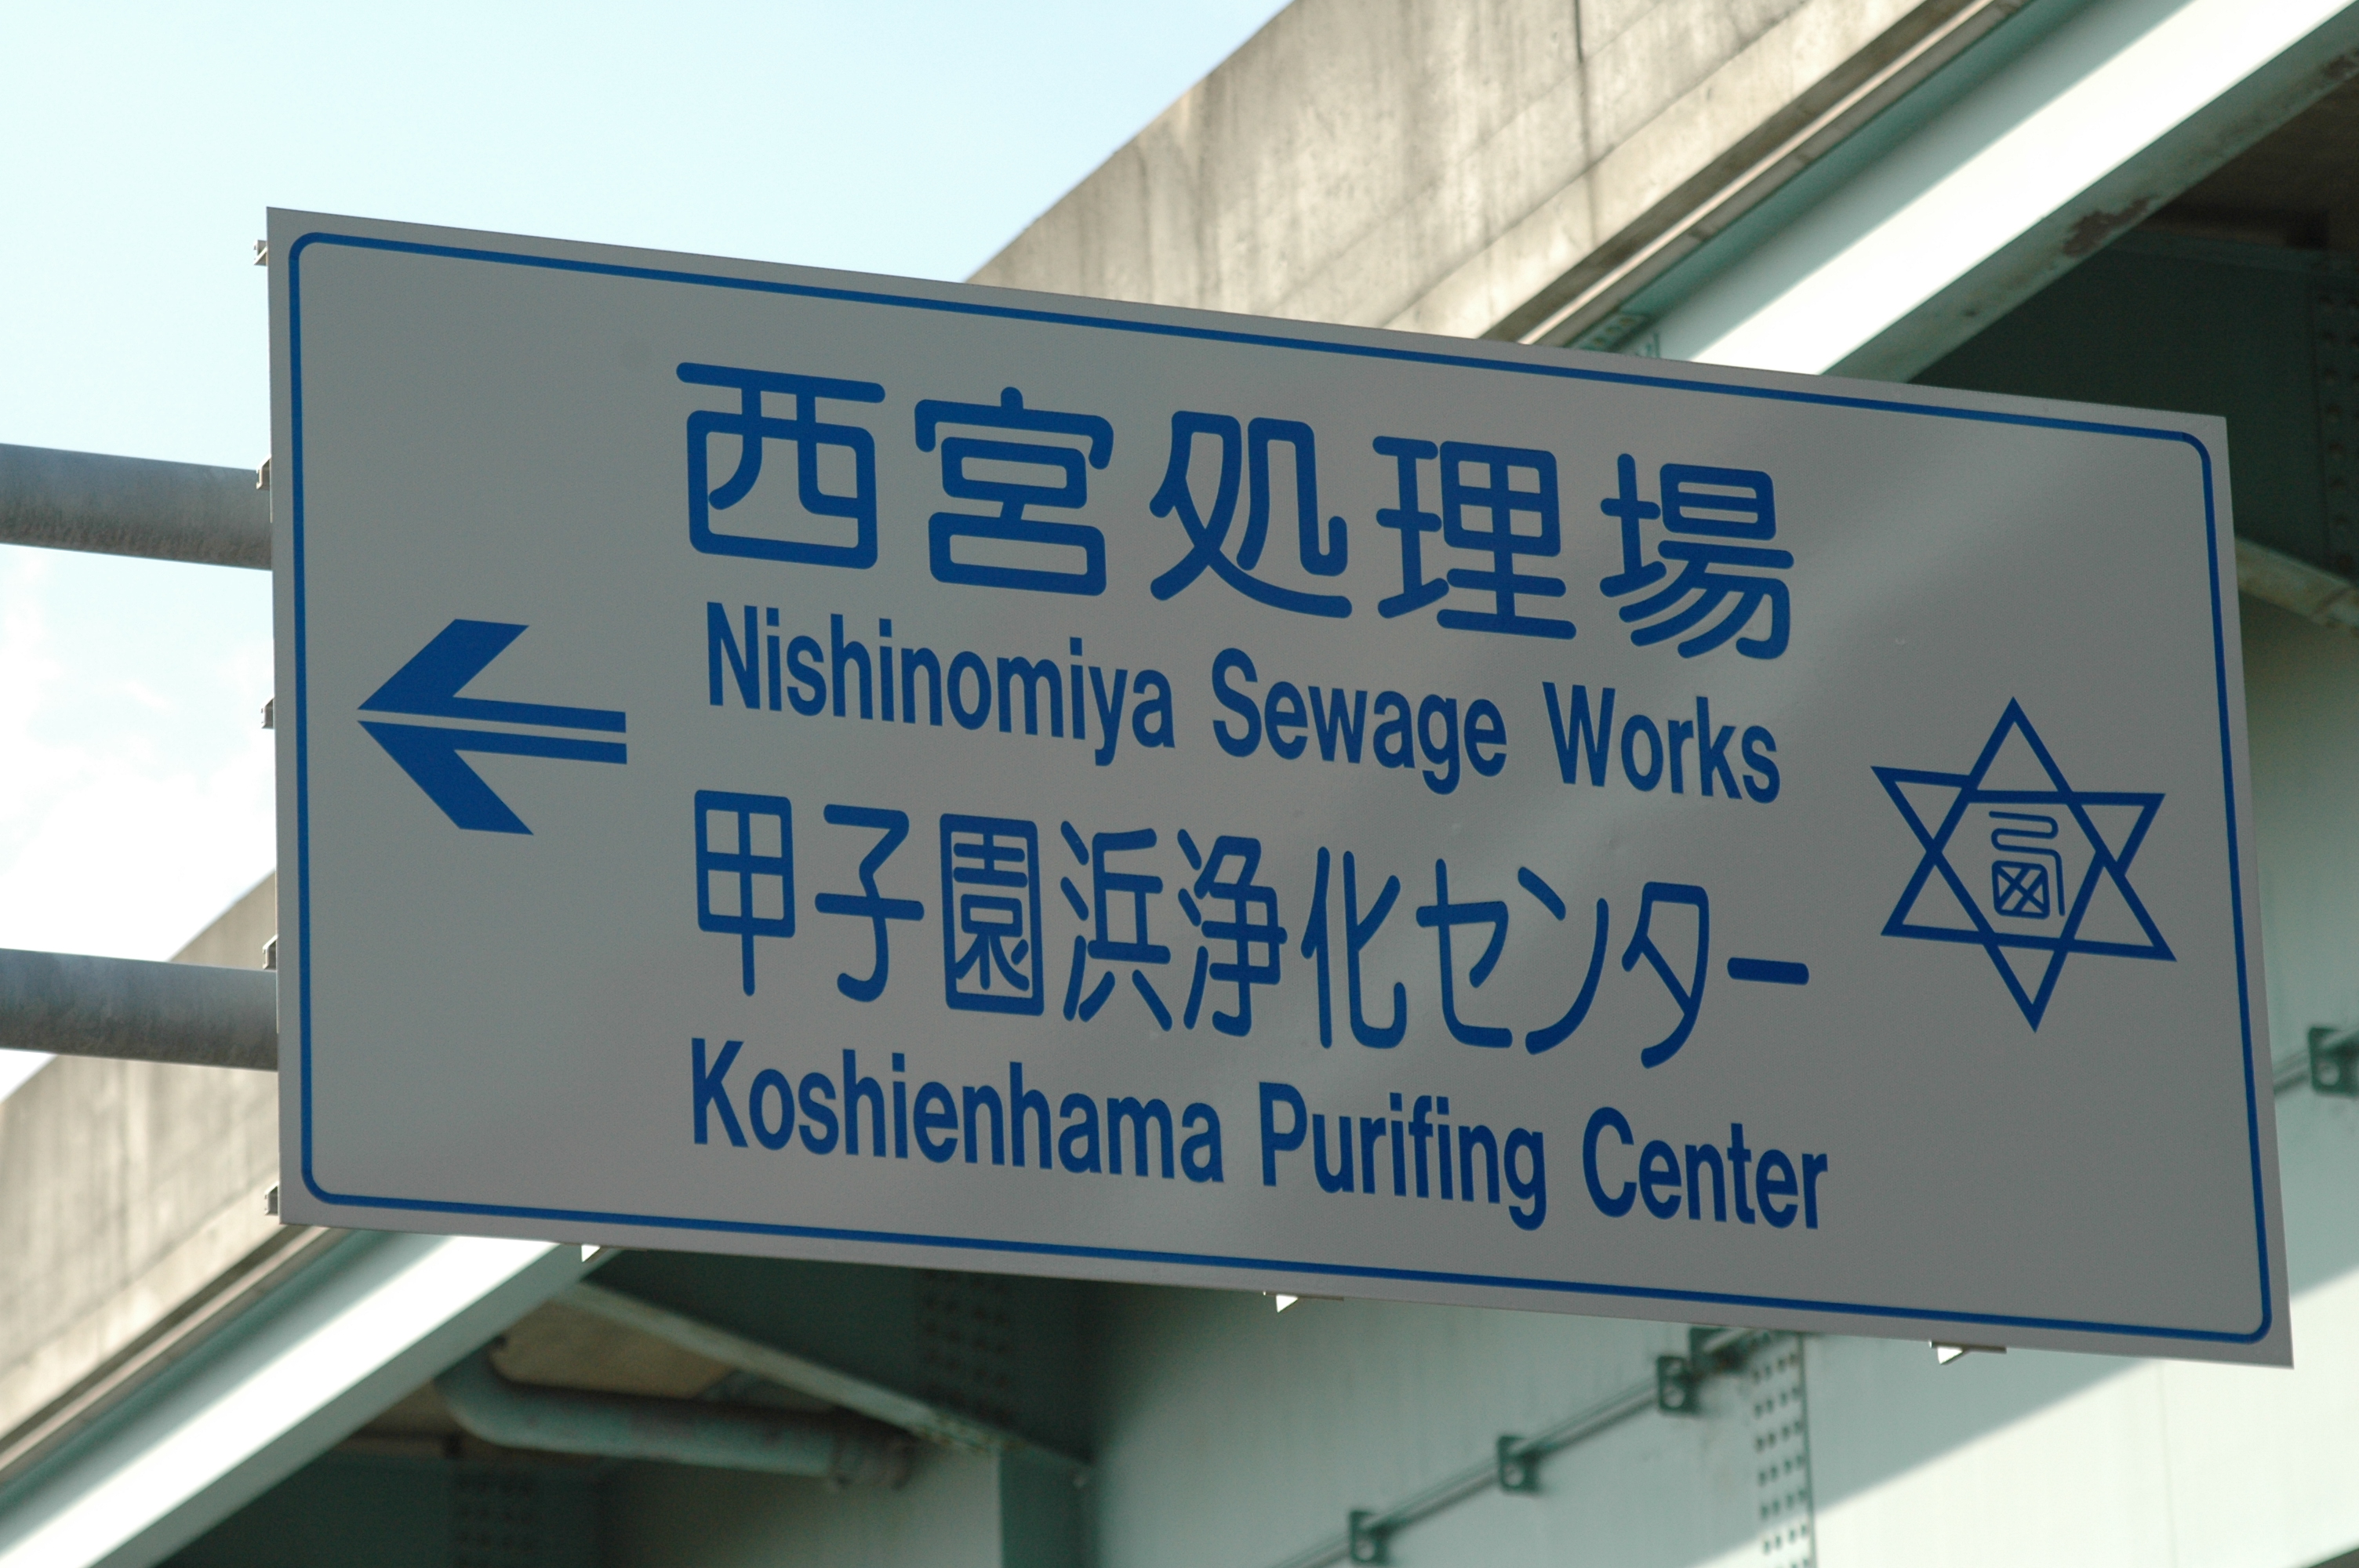 西宮処理場
Nishinomiya Sewage Works
甲子園浜浄化センター
Koshienhama Purifing Center